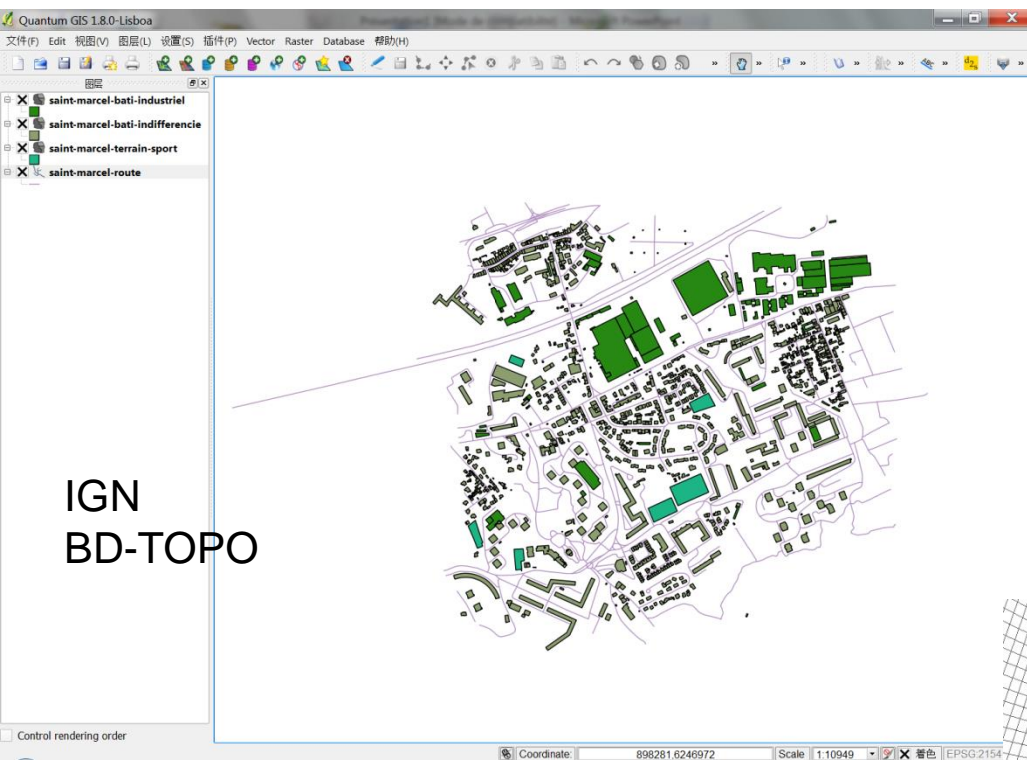 Quantum GIS 1.8.0-Lisboa
文件(F) Edit 视图(V) 图层(L) 设置(S) 插件(P) Vector Raster Database 帮助(H)
图层
saint-marcel-bati-industriel
saint-marcel-bati-indifferencie
saint-marcel-terrain-sport
saint-marcel-route
IGN
BD-TOPO
Control rendering order
Coordinate: 898281,6246972 Scale 1:10949 着色 EPSG:2154